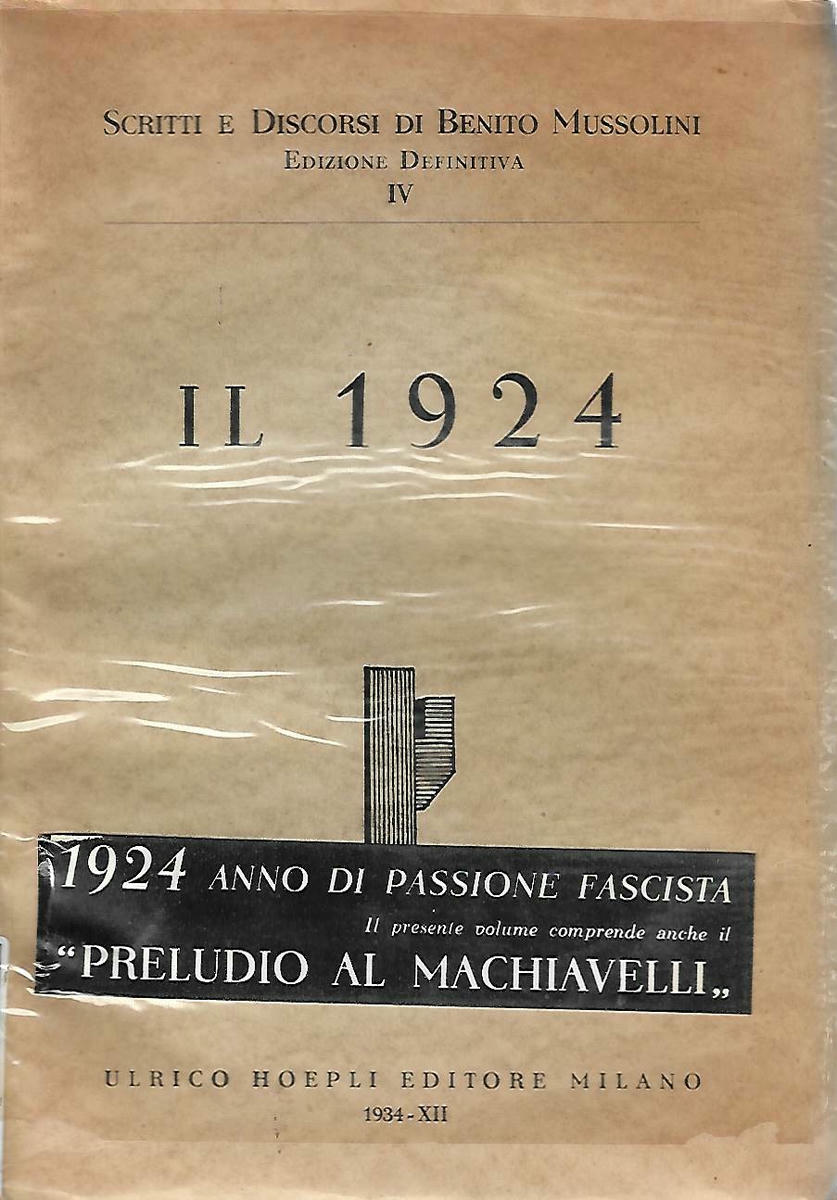 SCRITTI E DISCORSI DI BENITO MUSSOLINI
EDIZIONE DEFINITIVA
IV
IL 1924
1924 ANNO DI PASSIONE FASCISTA
Il presente volume comprende anche il
“PRELUDIO AL MACHIAVELLI„
ULRICO HOEPLI EDITORE MILANO
1934-XII